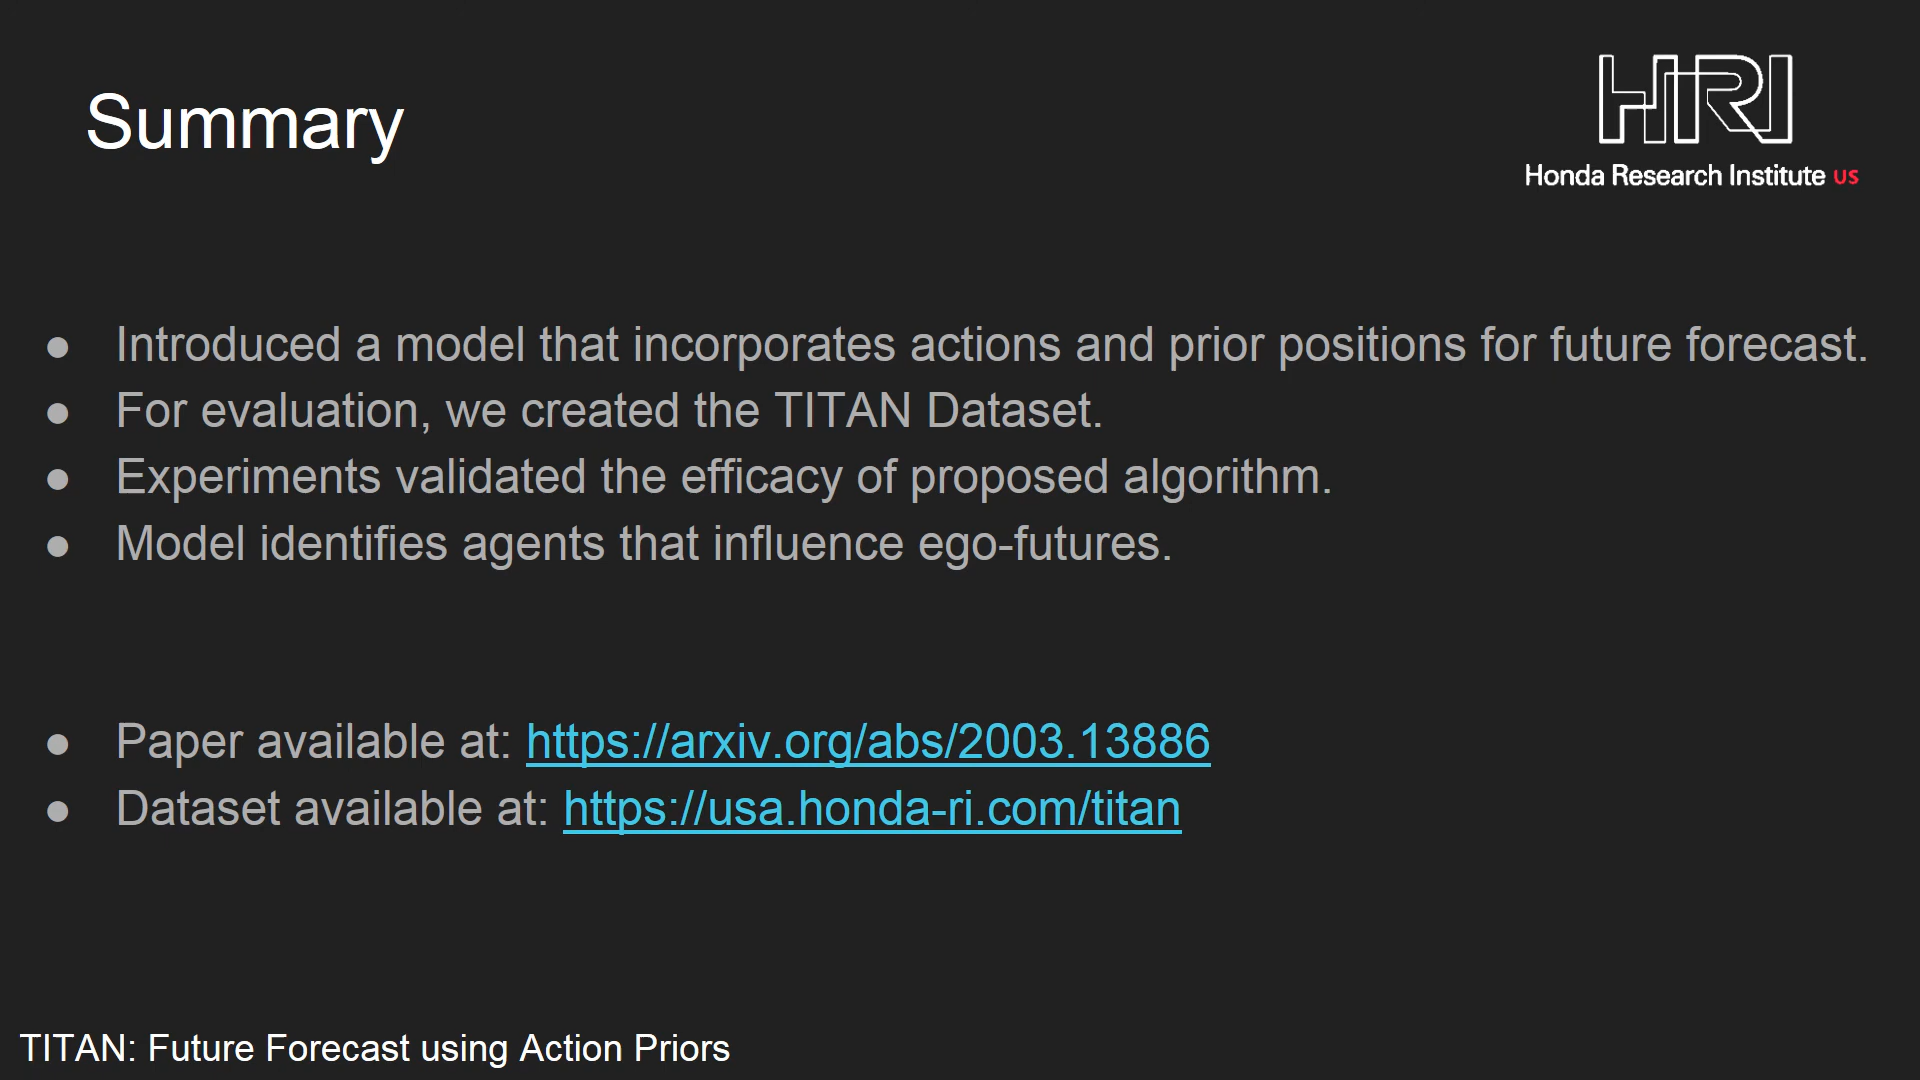 Summary
HRI
Honda Research Institute US
● Introduced a model that incorporates actions and prior positions for future forecast.
● For evaluation, we created the TITAN Dataset.
● Experiments validated the efficacy of proposed algorithm.
● Model identifies agents that influence ego-futures.
● Paper available at: https://arxiv.org/abs/2003.13886
● Dataset available at: https://usa.honda-ri.com/titan
TITAN: Future Forecast using Action Priors